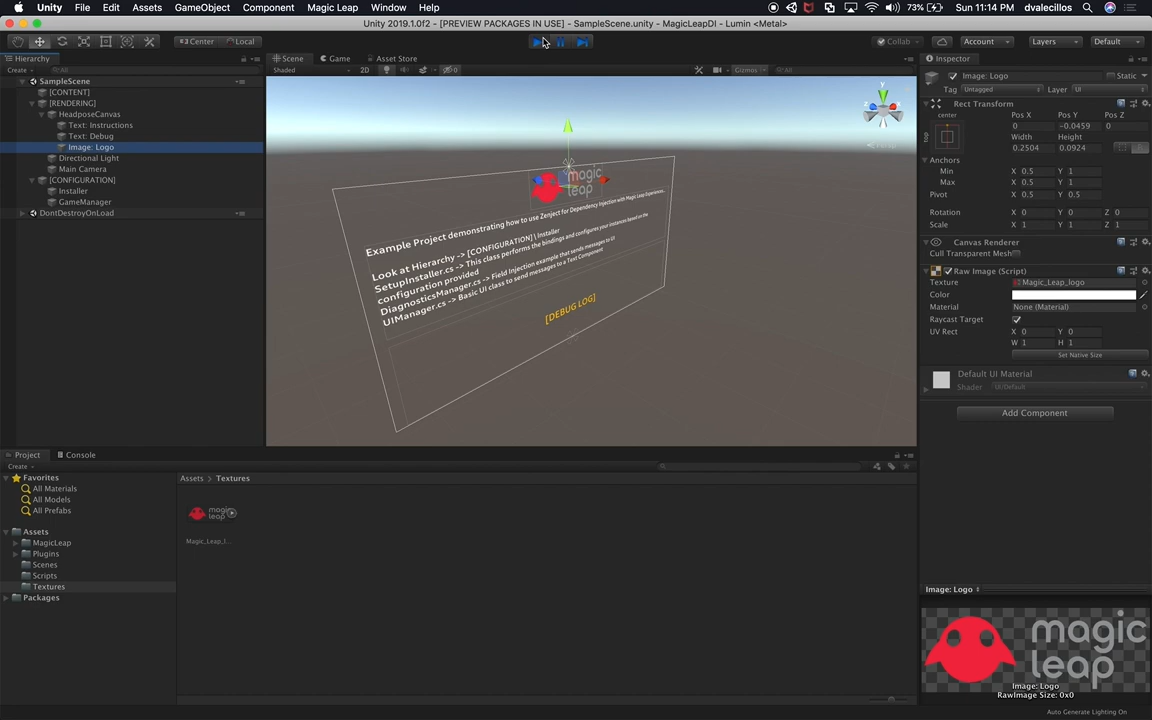 Unity File Edit Assets GameObject Component Magic Leap Window Help
73% Sun 11:14 PM dvalecillos
Unity 2019.1.0f2 - [PREVIEW PACKAGES IN USE] - SampleScene.unity - MagicLeapDI - Lumin <Metal>
Center Local
Collab Account Layers Default
Hierarchy
Create All
SampleScene
[CONTENT]
[RENDERING]
HeadposeCanvas
Text: Instructions
Text: Debug
Image: Logo
Directional Light
Main Camera
[CONFIGURATION]
Installer
GameManager
DontDestroyOnLoad
Scene Game Asset Store
Shaded 2D 0 Gizmos All
Persp
magic
leap
Example Project demonstrating how to use Zenject for Dependency Injection with Magic Leap Experiences.
Look at Hierarchy -> [CONFIGURATION] \ Installer
SetupInstaller.cs -> This class performs the bindings and configures your instances based on the
configuration provided
DiagnosticsManager.cs -> Field Injection example that sends messages to UI
UIManager.cs -> Basic UI class to send messages to a Text Component
[DEBUG LOG]
Inspector
Image: Logo Static
Tag Untagged Layer UI
Rect Transform
center Pos X Pos Y Pos Z
top 0 -0.0459 0
Width Height
0.2504 0.0924
Anchors
Min X 0.5 Y 1
Max X 0.5 Y 1
Pivot X 0.5 Y 0.5
Rotation X 0 Y 0 Z 0
Scale X 1 Y 1 Z 1
Canvas Renderer
Cull Transparent Mesh
Raw Image (Script)
Texture Magic_Leap_logo
Color
Material None (Material)
Raycast Target
UV Rect X 0 Y 0
W 1 H 1
Set Native Size
Default UI Material
Shader UI/Default
Add Component
Project Console
Create
Favorites
All Materials
All Models
All Prefabs
Assets
MagicLeap
Plugins
Scenes
Scripts
Textures
Packages
Assets > Textures
magic
leap
Magic_Leap_l...
Image: Logo
magic
leap
Image: Logo
RawImage Size: 0x0
Auto Generate Lighting On